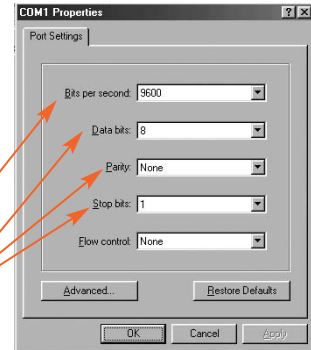 COM1 Properties
Port Settings
Bits per second: 9600
Data bits: 8
Parity: None
Stop bits: 1
Flow control: None
Advanced... Restore Defaults
OK Cancel Apply